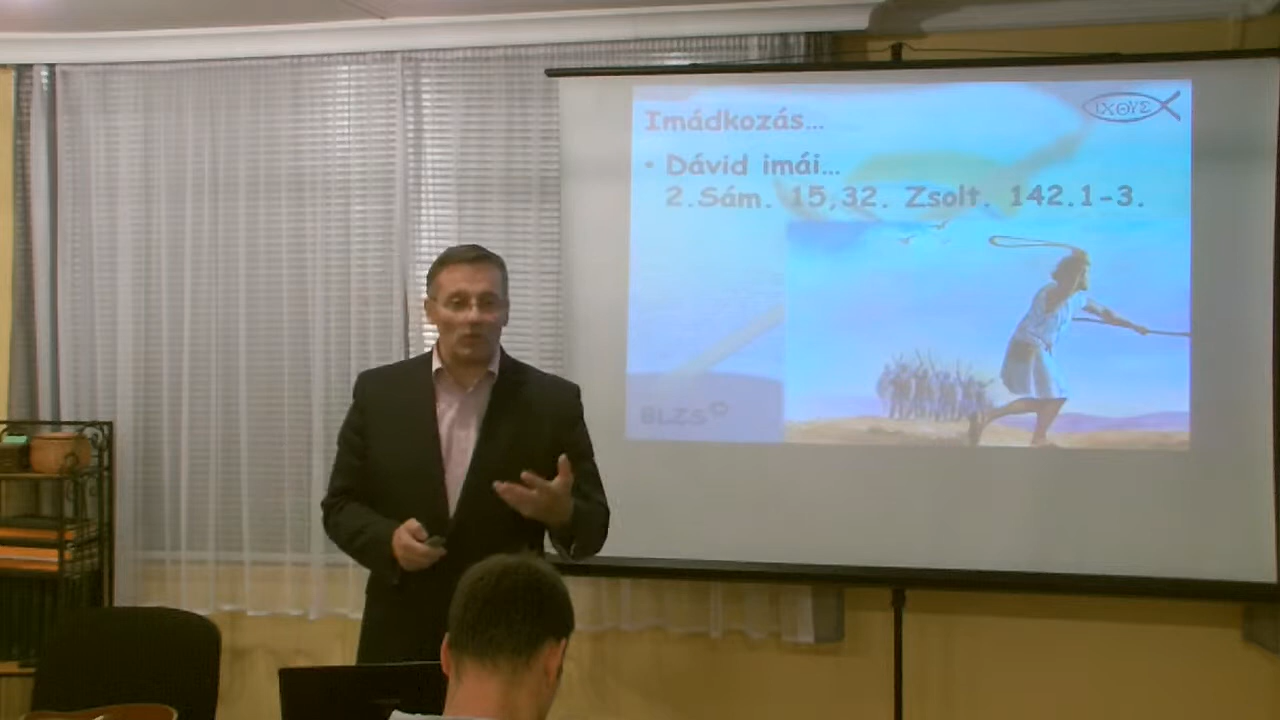 Imádkozás...
ΙΧΘΥΣ
• Dávid imái...
2.Sám. 15,32. Zsolt. 142.1-3.
BLZS©